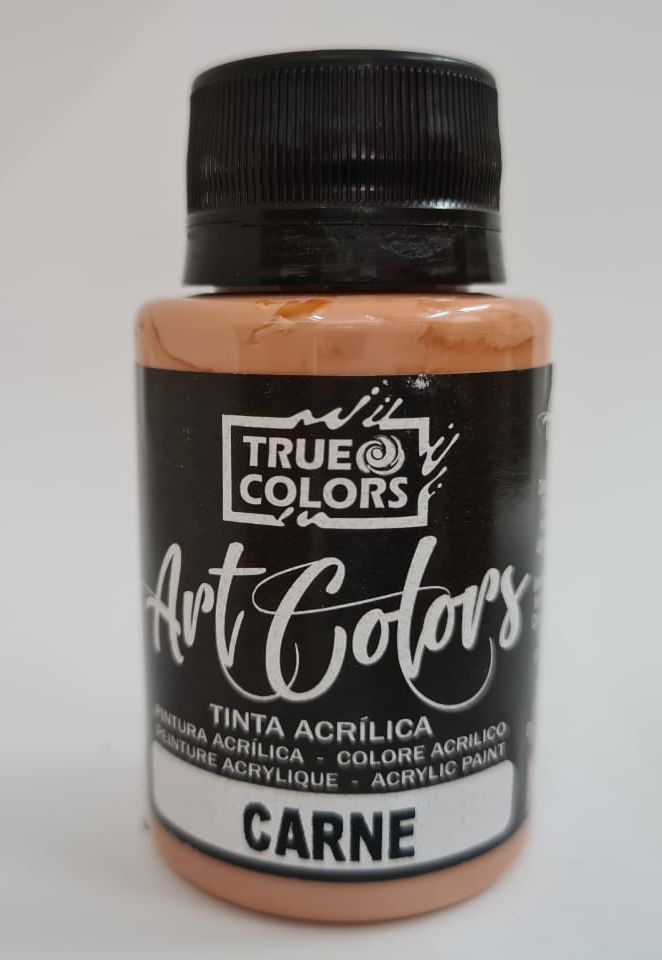 TRUE
COLORS
Art Colors
TINTA ACRÍLICA
PINTURA ACRÍLICA - COLORE ACRILICO
PEINTURE ACRYLIQUE - ACRYLIC PAINT
CARNE